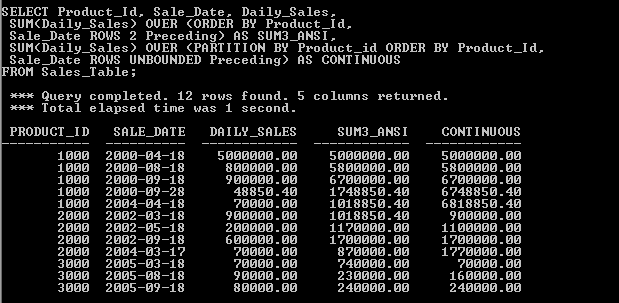 SELECT Product_Id, Sale_Date, Daily_Sales,
SUM(Daily_Sales) OVER (ORDER BY Product_Id,
Sale_Date ROWS 2 Preceding) AS SUM3_ANSI,
SUM(Daily_Sales) OVER (PARTITION BY Product_id ORDER BY Product_Id,
Sale_Date ROWS UNBOUNDED Preceding) AS CONTINUOUS
FROM Sales_Table;
*** Query completed. 12 rows found. 5 columns returned.
*** Total elapsed time was 1 second.
PRODUCT_ID SALE_DATE DAILY_SALES SUM3_ANSI CONTINUOUS
1000 2000-04-18 5000000.00 5000000.00 5000000.00
1000 2000-08-18 800000.00 5800000.00 5800000.00
1000 2000-09-18 900000.00 6700000.00 6700000.00
1000 2000-09-28 48850.40 1748850.40 6748850.40
1000 2004-04-18 70000.00 1018850.40 6818850.40
2000 2002-03-18 900000.00 1018850.40 900000.00
2000 2002-05-18 200000.00 1170000.00 1100000.00
2000 2002-09-18 600000.00 1700000.00 1700000.00
2000 2004-03-17 70000.00 870000.00 1770000.00
3000 2005-03-18 70000.00 740000.00 70000.00
3000 2005-08-18 90000.00 230000.00 160000.00
3000 2005-09-18 80000.00 240000.00 240000.00